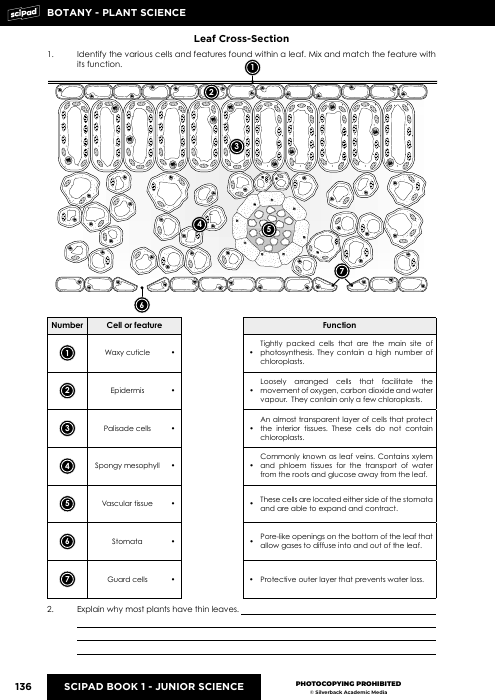 scipad BOTANY - PLANT SCIENCE
Leaf Cross-Section
1. Identify the various cells and features found within a leaf. Mix and match the feature with
its function.
1
2
3
4
5
7
6
Number Cell or feature Function
1 Waxy cuticle •
• Tightly packed cells that are the main site of
photosynthesis. They contain a high number of
chloroplasts.
2 Epidermis •
• Loosely arranged cells that facilitate the
movement of oxygen, carbon dioxide and water
vapour. They contain only a few chloroplasts.
3 Palisade cells •
• An almost transparent layer of cells that protect
the interior tissues. These cells do not contain
chloroplasts.
4 Spongy mesophyll •
• Commonly known as leaf veins. Contains xylem
and phloem tissues for the transport of water
from the roots and glucose away from the leaf.
5 Vascular tissue •
• These cells are located either side of the stomata
and are able to expand and contract.
6 Stomata •
• Pore-like openings on the bottom of the leaf that
allow gases to diffuse into and out of the leaf.
7 Guard cells •
• Protective outer layer that prevents water loss.
2. Explain why most plants have thin leaves.
136 SCIPAD BOOK 1 - JUNIOR SCIENCE
PHOTOCOPYING PROHIBITED
© Silverback Academic Media